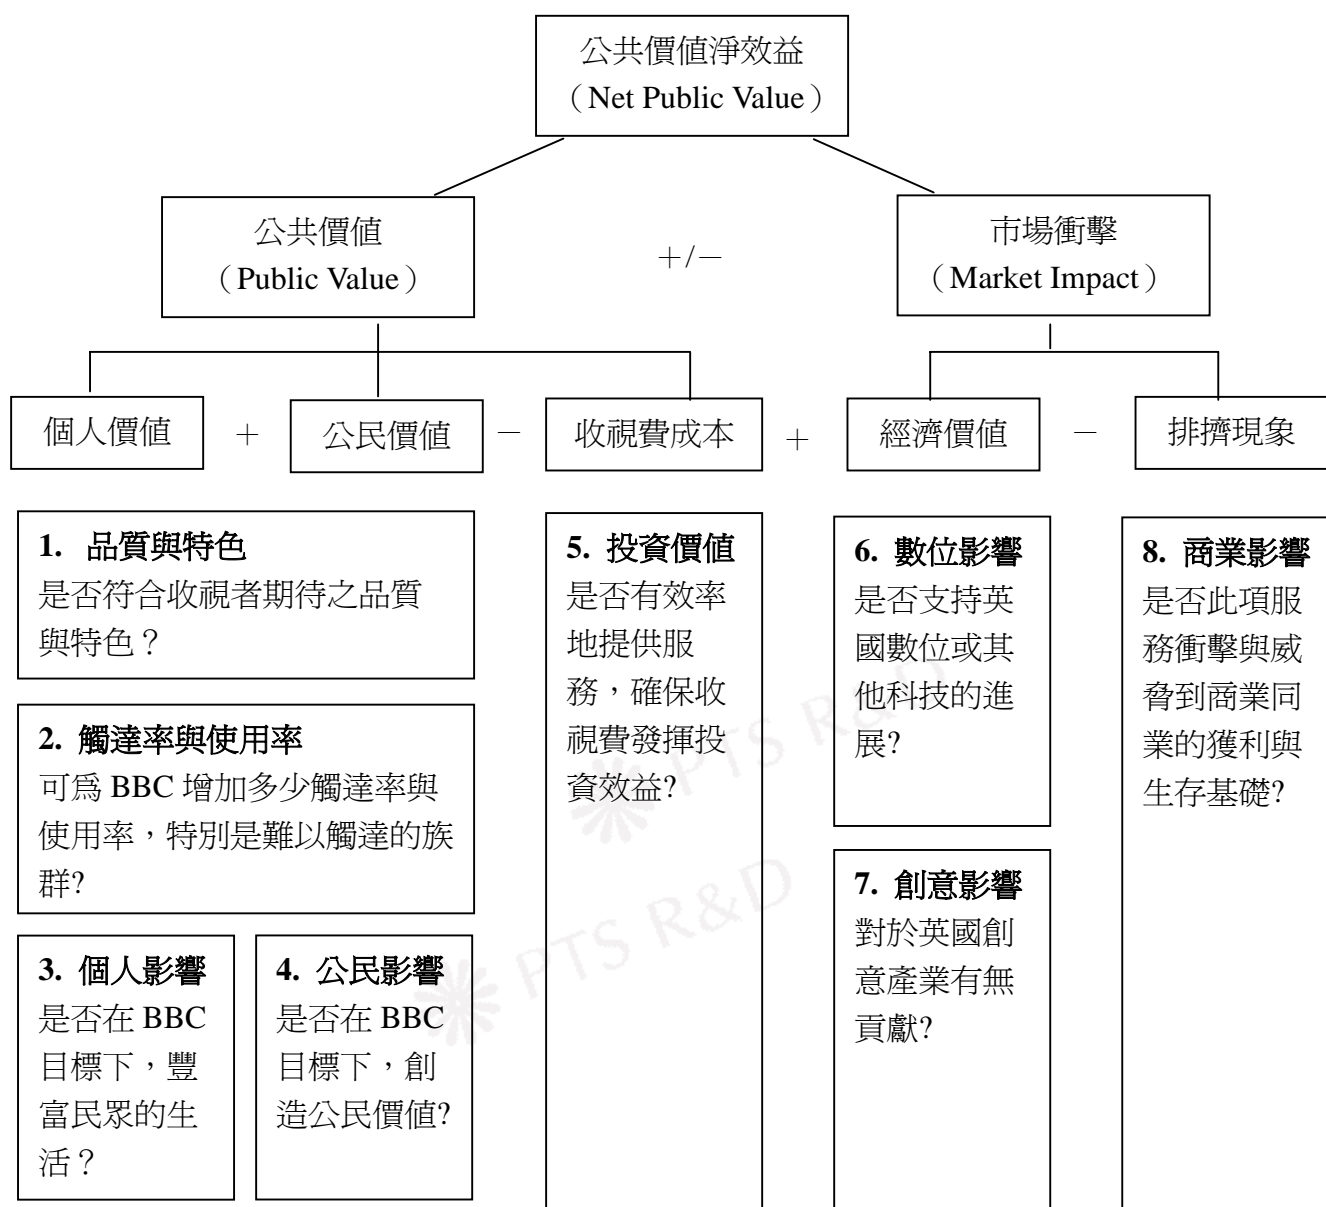 公共價值淨效益
（Net Public Value）
公共價值
（Public Value）
＋/－
市場衝擊
（Market Impact）
個人價值
＋
公民價值
－
收視費成本
＋
經濟價值
－
排擠現象
1. 品質與特色
是否符合收視者期待之品質
與特色？
2. 觸達率與使用率
可為 BBC 增加多少觸達率與
使用率，特別是難以觸達的族
群?
3. 個人影響
是否在 BBC
目標下，豐
富民眾的生
活？
4. 公民影響
是否在 BBC
目標下，創
造公民價值?
5. 投資價值
是否有效率
地提供服
務，確保收
視費發揮投
資效益?
6. 數位影響
是否支持英
國數位或其
他科技的進
展?
7. 創意影響
對於英國創
意產業有無
貢獻?
8. 商業影響
是否此項服
務衝擊與威
脅到商業同
業的獲利與
生存基礎?
PTS R&D
PTS R&D